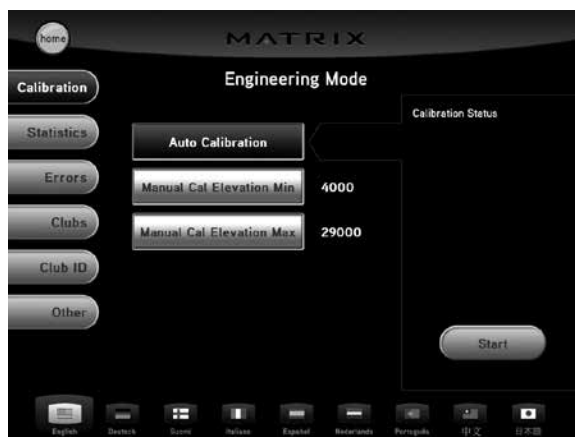 home
MATRIX
Engineering Mode
Calibration
Statistics
Errors
Clubs
Club ID
Other
Auto Calibration
Manual Cal Elevation Min 4000
Manual Cal Elevation Max 29000
Calibration Status
Start
English Deutsch Suomi Italiano Español Nederlands Português 中文 日本語